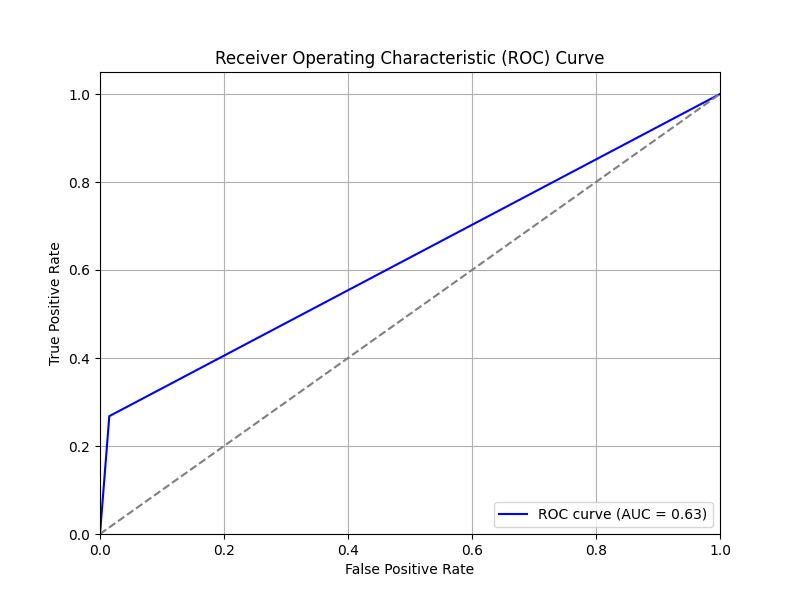 Receiver Operating Characteristic (ROC) Curve
1.0
0.8
0.6
0.4
0.2
0.0
True Positive Rate
ROC curve (AUC = 0.63)
0.0 0.2 0.4 0.6 0.8 1.0
False Positive Rate